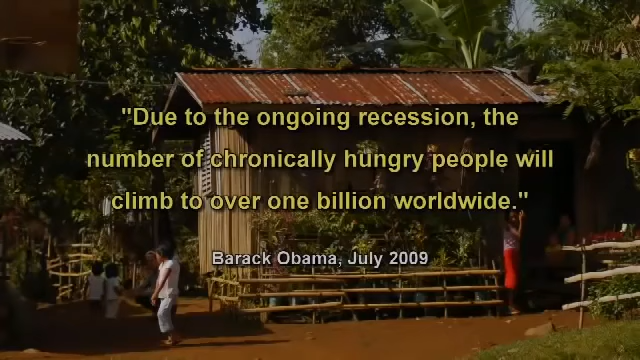 "Due to the ongoing recession, the
number of chronically hungry people will
climb to over one billion worldwide."
Barack Obama, July 2009